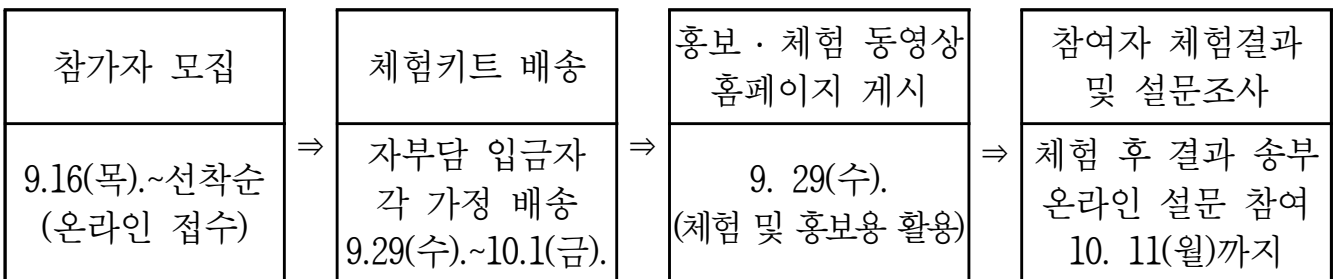 참가자 모집
9.16(목).~선착순
(온라인 접수)
⇒
체험키트 배송
자부담 입금자
각 가정 배송
9.29(수).~10.1(금).
⇒
홍보·체험 동영상
홈페이지 게시
9. 29(수).
(체험 및 홍보용 활용)
⇒
참여자 체험결과
및 설문조사
체험 후 결과 송부
온라인 설문 참여
10. 11(월)까지